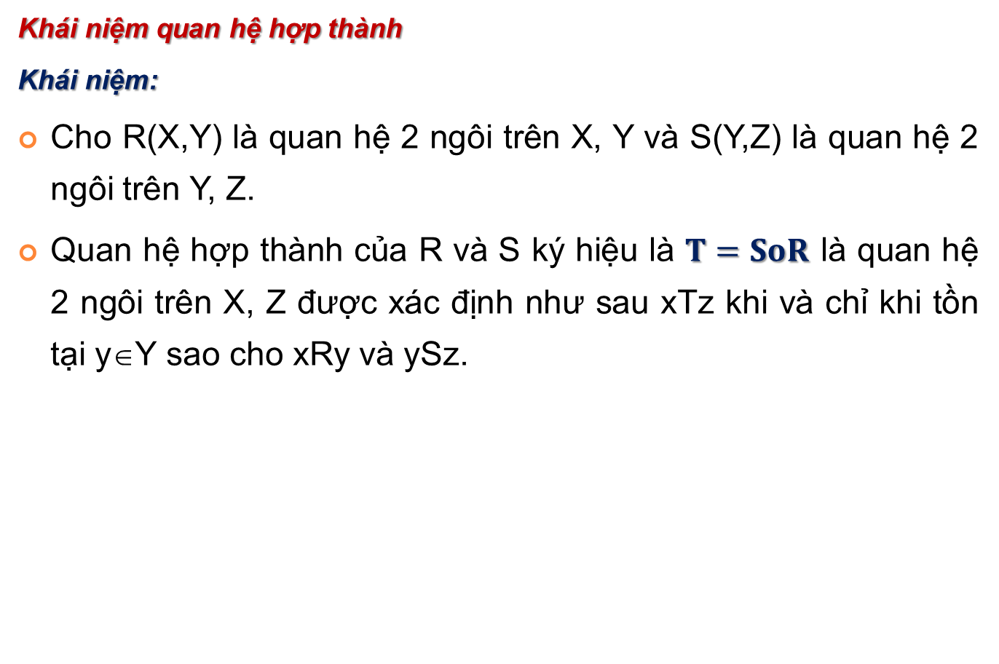 Khái niệm quan hệ hợp thành
Khái niệm:
Cho R(X,Y) là quan hệ 2 ngôi trên X, Y và S(Y,Z) là quan hệ 2
ngôi trên Y, Z.
Quan hệ hợp thành của R và S ký hiệu là T = SoR là quan hệ
2 ngôi trên X, Z được xác định như sau xTz khi và chỉ khi tồn
tại y∈Y sao cho xRy và ySz.